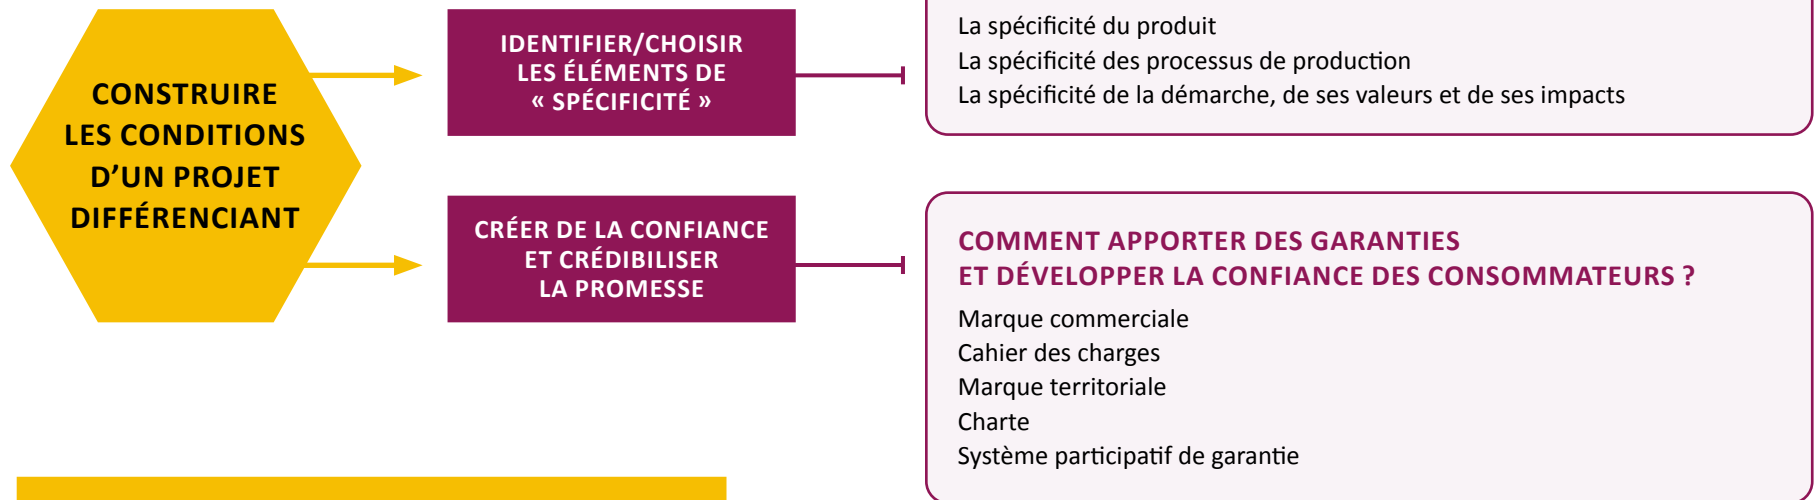 CONSTRUIRE
LES CONDITIONS
D’UN PROJET
DIFFÉRENCIANT
IDENTIFIER/CHOISIR
LES ÉLÉMENTS DE
« SPÉCIFICITÉ »
La spécificité du produit
La spécificité des processus de production
La spécificité de la démarche, de ses valeurs et de ses impacts
CRÉER DE LA CONFIANCE
ET CRÉDIBILISER
LA PROMESSE
COMMENT APPORTER DES GARANTIES
ET DÉVELOPPER LA CONFIANCE DES CONSOMMATEURS ?
Marque commerciale
Cahier des charges
Marque territoriale
Charte
Système participatif de garantie